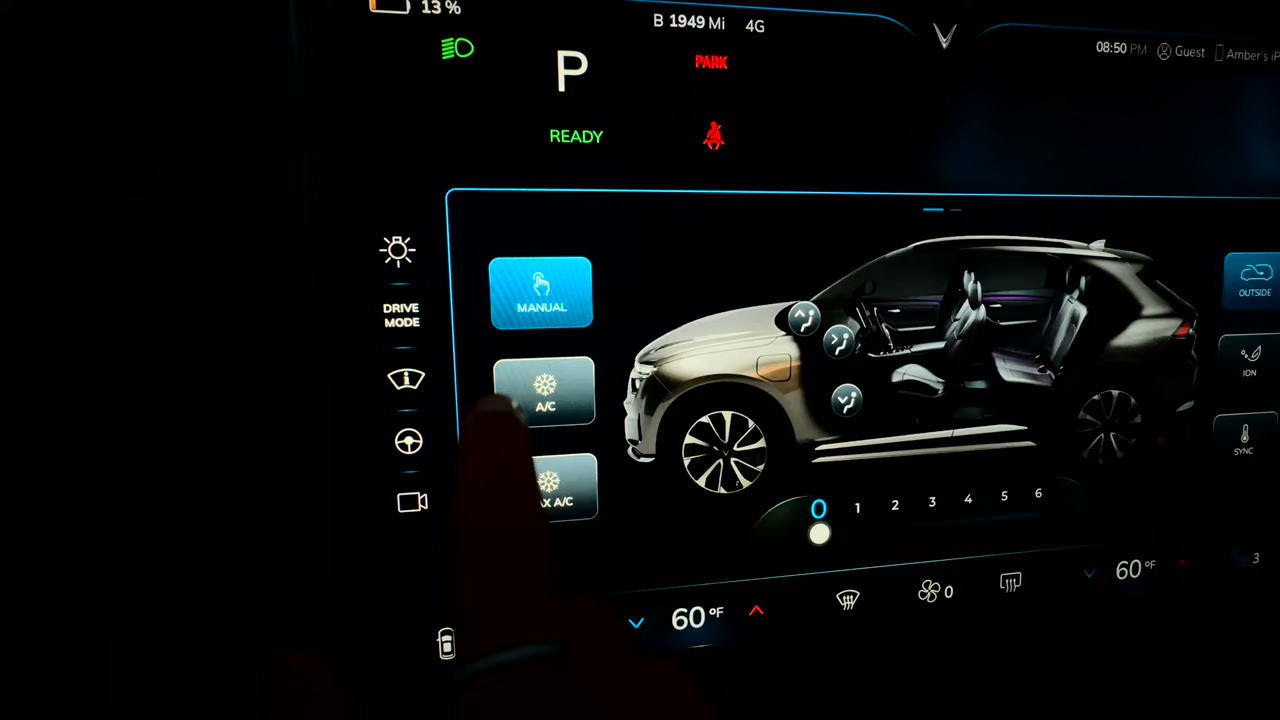 13 %
B 1949 Mi 4G
08:50 PM Guest Amber's iP
P PARK
READY
MANUAL
DRIVE
MODE
OUTSIDE
A/C
ION
SYNC
X A/C
0 1 2 3 4 5 6
60 °F
0
60 °F
3